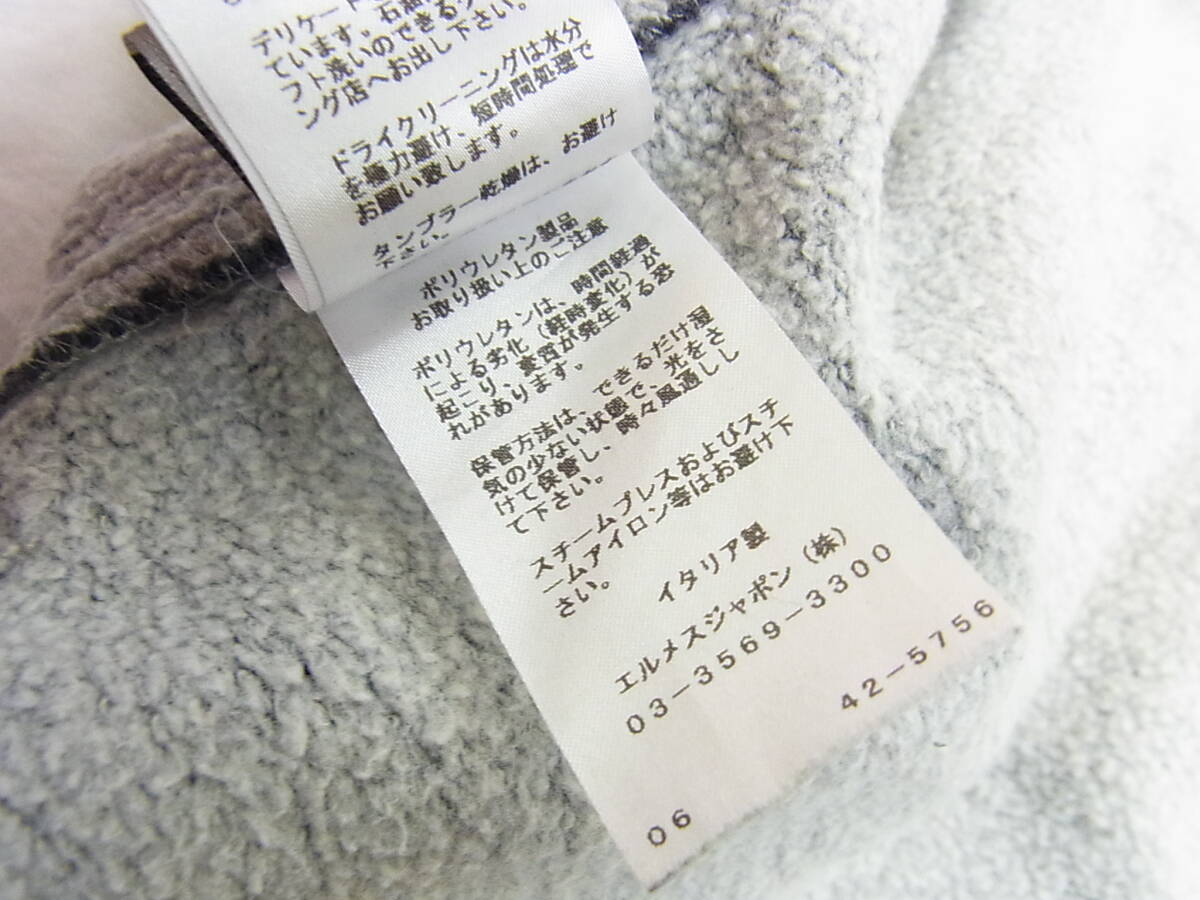 デリケート
ています。石油
フト洗いのできるク
ング店へお出し下さい。
ドライクリーニングは水分
を極力避け、短時間処理で
お願い致します。
タンブラー乾燥は、お避け
下さい。
ポリウレタン製品
お取り扱い上のご注意
ポリウレタンは、時間経過
による劣化（経時変化）が
起こり、変質が発生する恐
れがあります。
保管方法は、できるだけ湿
気の少ない状態で、光をさ
けて保管し、時々風通し
て下さい。
スチームプレスおよびスチ
ームアイロン等はお避け下
さい。
イタリア製
エルメスジャポン（株）
03-3569-3300
42-5756
06